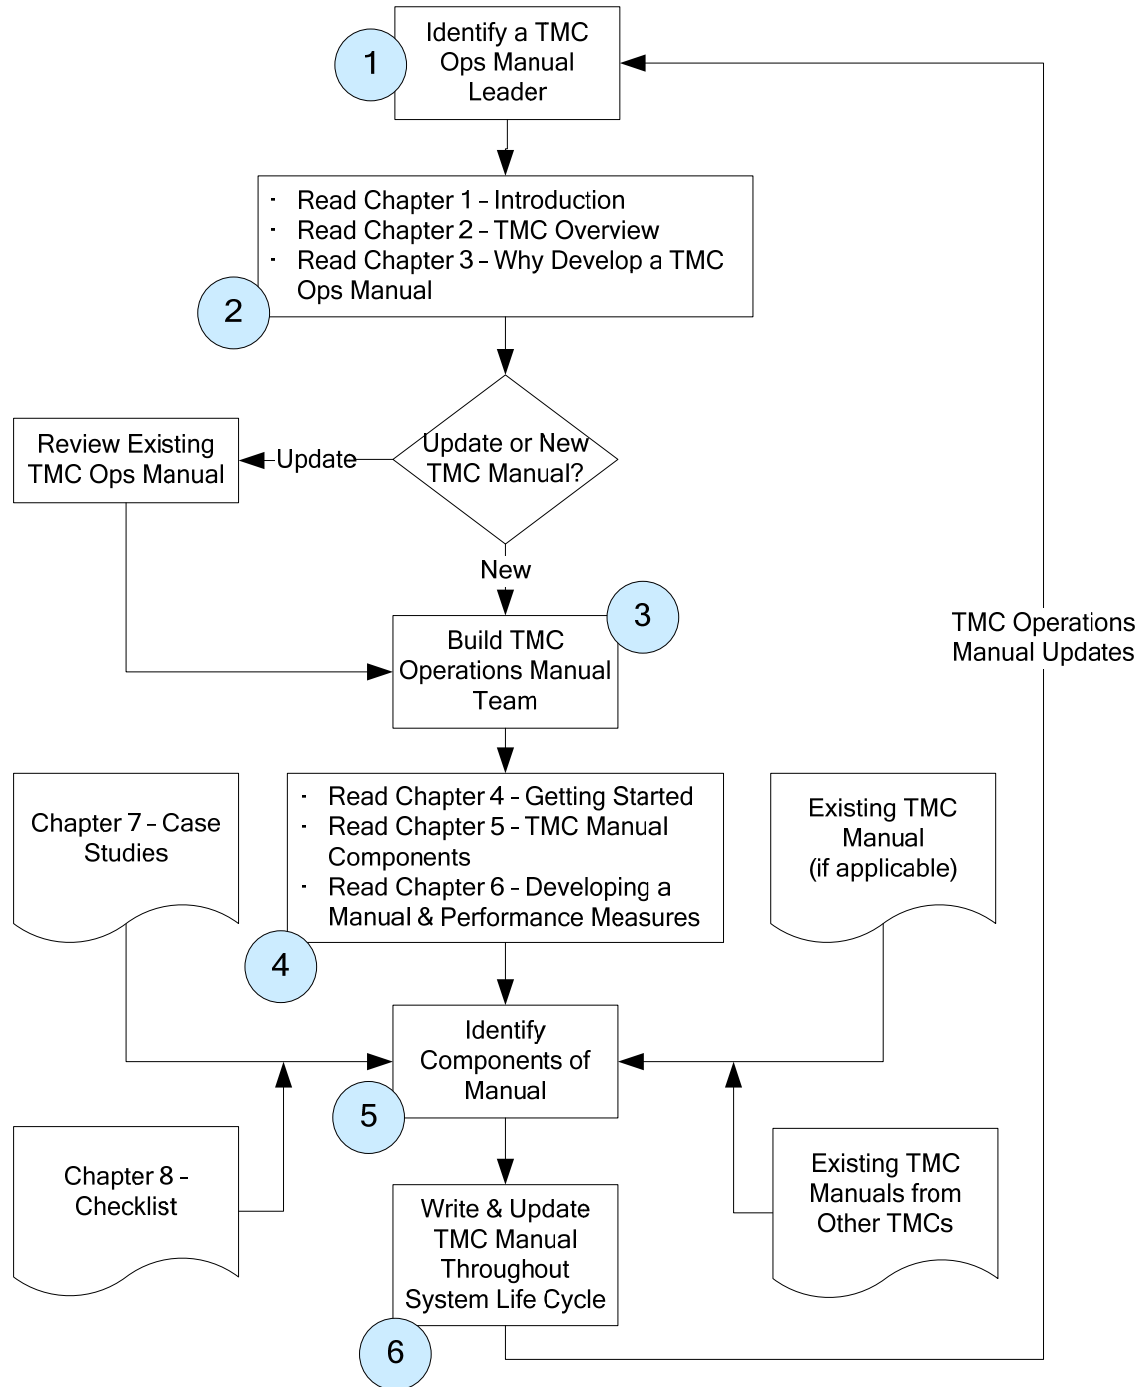 1
Identify a TMC
Ops Manual
Leader
· Read Chapter 1 - Introduction
· Read Chapter 2 - TMC Overview
· Read Chapter 3 - Why Develop a TMC
Ops Manual
2
Update or New
TMC Manual?
Update
Review Existing
TMC Ops Manual
New
3
Build TMC
Operations Manual
Team
TMC Operations
Manual Updates
Chapter 7 - Case
Studies
· Read Chapter 4 - Getting Started
· Read Chapter 5 - TMC Manual
Components
· Read Chapter 6 - Developing a
Manual & Performance Measures
4
Existing TMC
Manual
(if applicable)
Identify
Components of
Manual
5
Chapter 8 -
Checklist
Existing TMC
Manuals from
Other TMCs
Write & Update
TMC Manual
Throughout
System Life Cycle
6